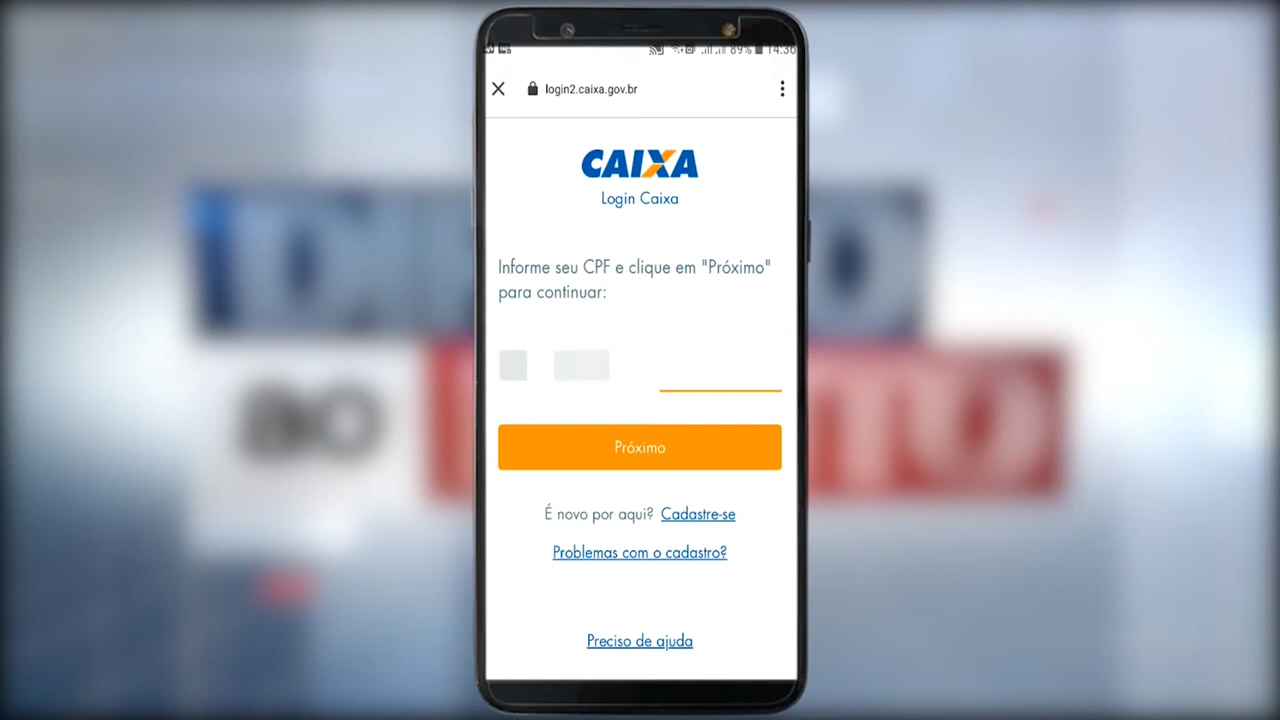 89% 14:36
login2.caixa.gov.br
CAIXA
Login Caixa
Informe seu CPF e clique em "Próximo"
para continuar:
Próximo
É novo por aqui? Cadastre-se
Problemas com o cadastro?
Preciso de ajuda
AO